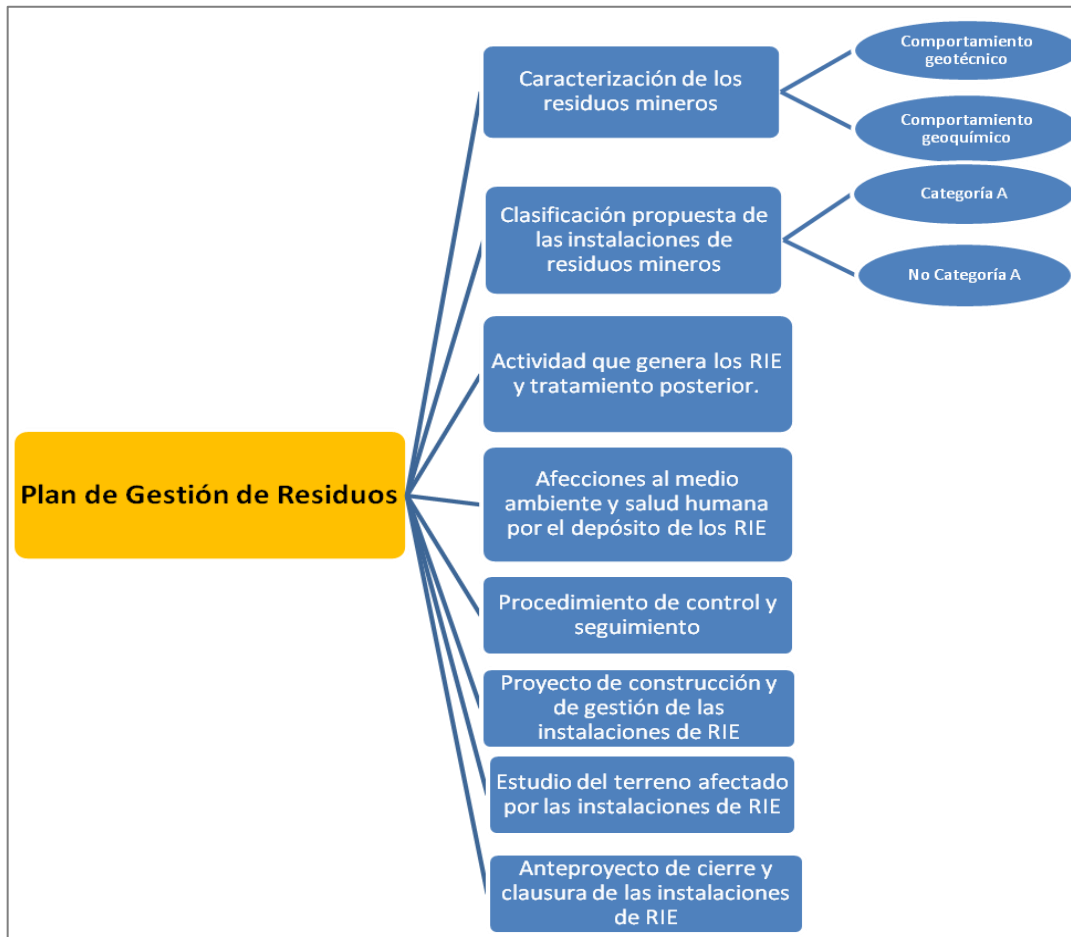 Plan de Gestión de Residuos
Caracterización de los
residuos mineros
Comportamiento
geotécnico
Comportamiento
geoquímico
Clasificación propuesta de
las instalaciones de
residuos mineros
Categoría A
No Categoría A
Actividad que genera los RIE
y tratamiento posterior.
Afecciones al medio
ambiente y salud humana
por el depósito de los RIE
Procedimiento de control y
seguimiento
Proyecto de construcción y
de gestión de las
instalaciones de RIE
Estudio del terreno afectado
por las instalaciones de RIE
Anteproyecto de cierre y
clausura de las instalaciones
de RIE